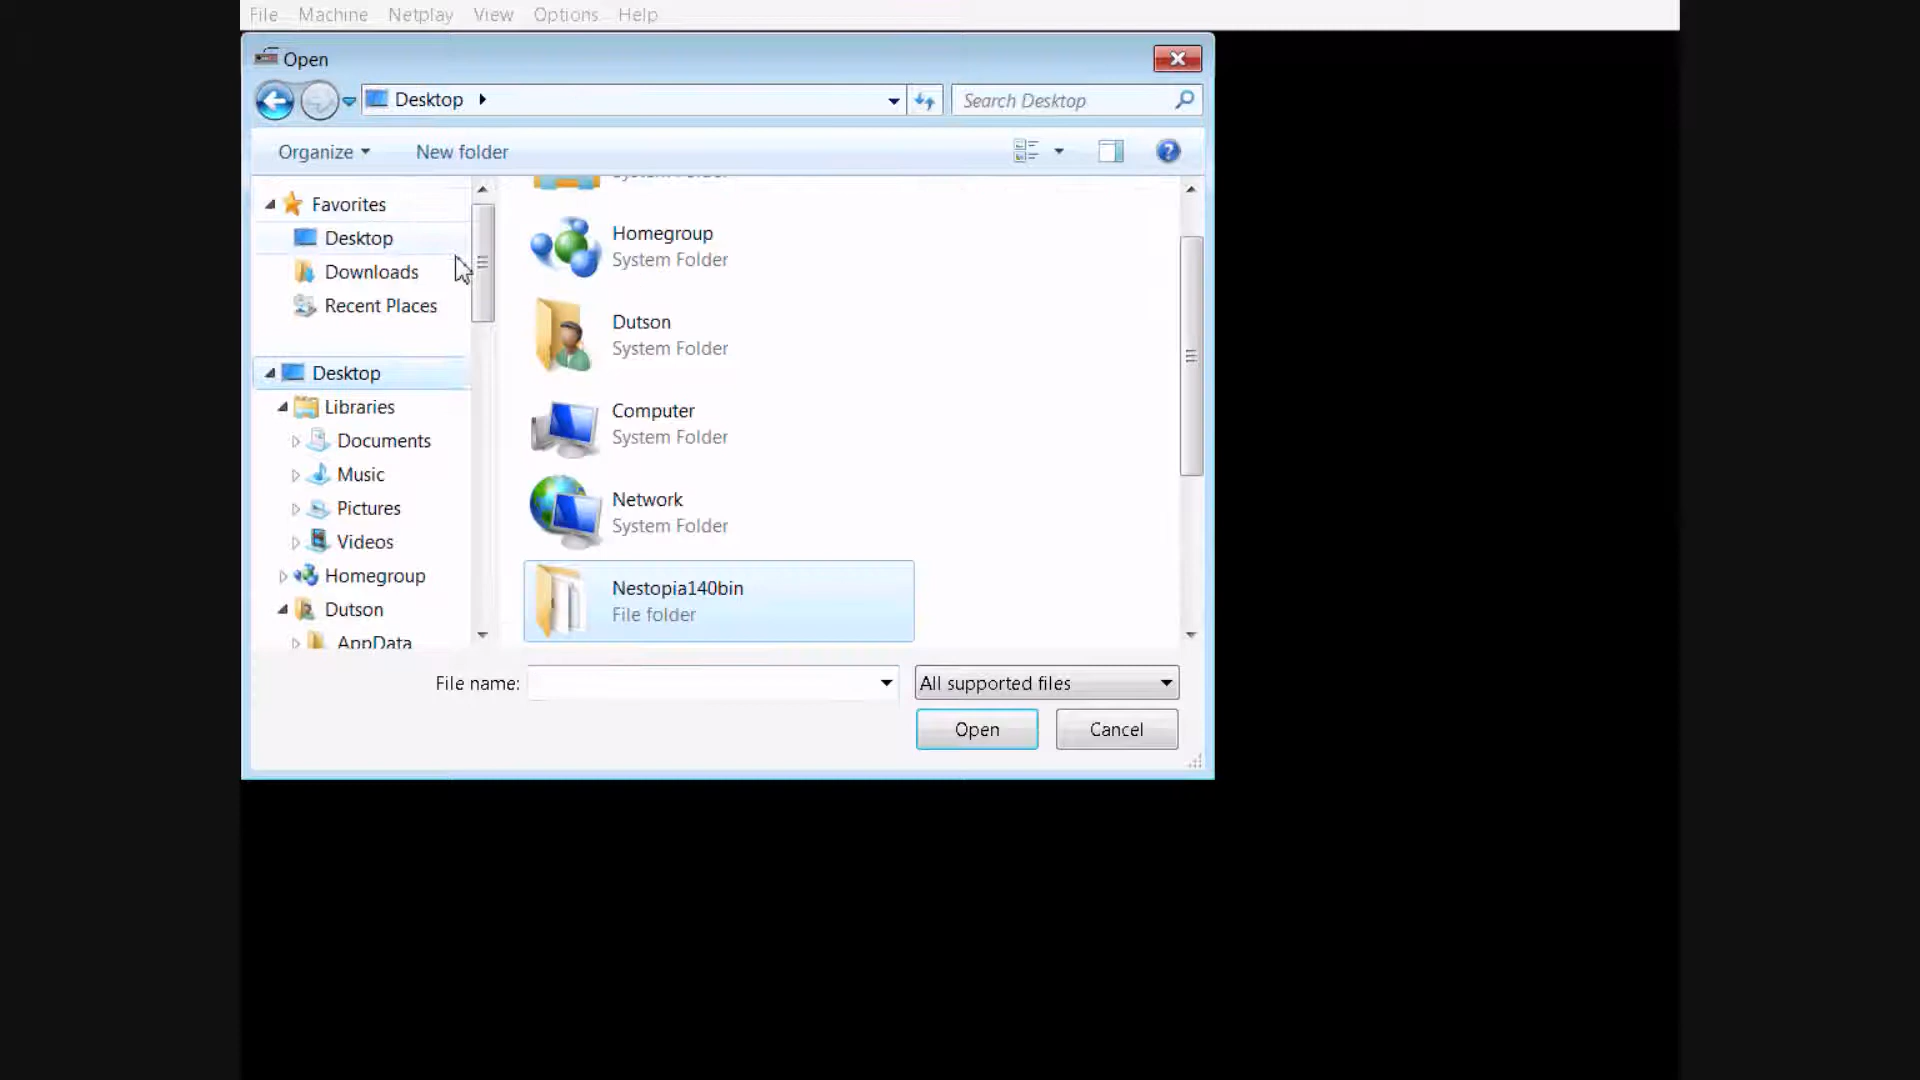 File Machine Netplay View Options Help
Open
Desktop
Search Desktop
Organize New folder
Favorites
Desktop
Downloads
Recent Places
Desktop
Libraries
Documents
Music
Pictures
Videos
Homegroup
Dutson
AppData
System Folder
Homegroup
System Folder
Dutson
System Folder
Computer
System Folder
Network
System Folder
Nestopia140bin
File folder
File name:
All supported files
Open Cancel